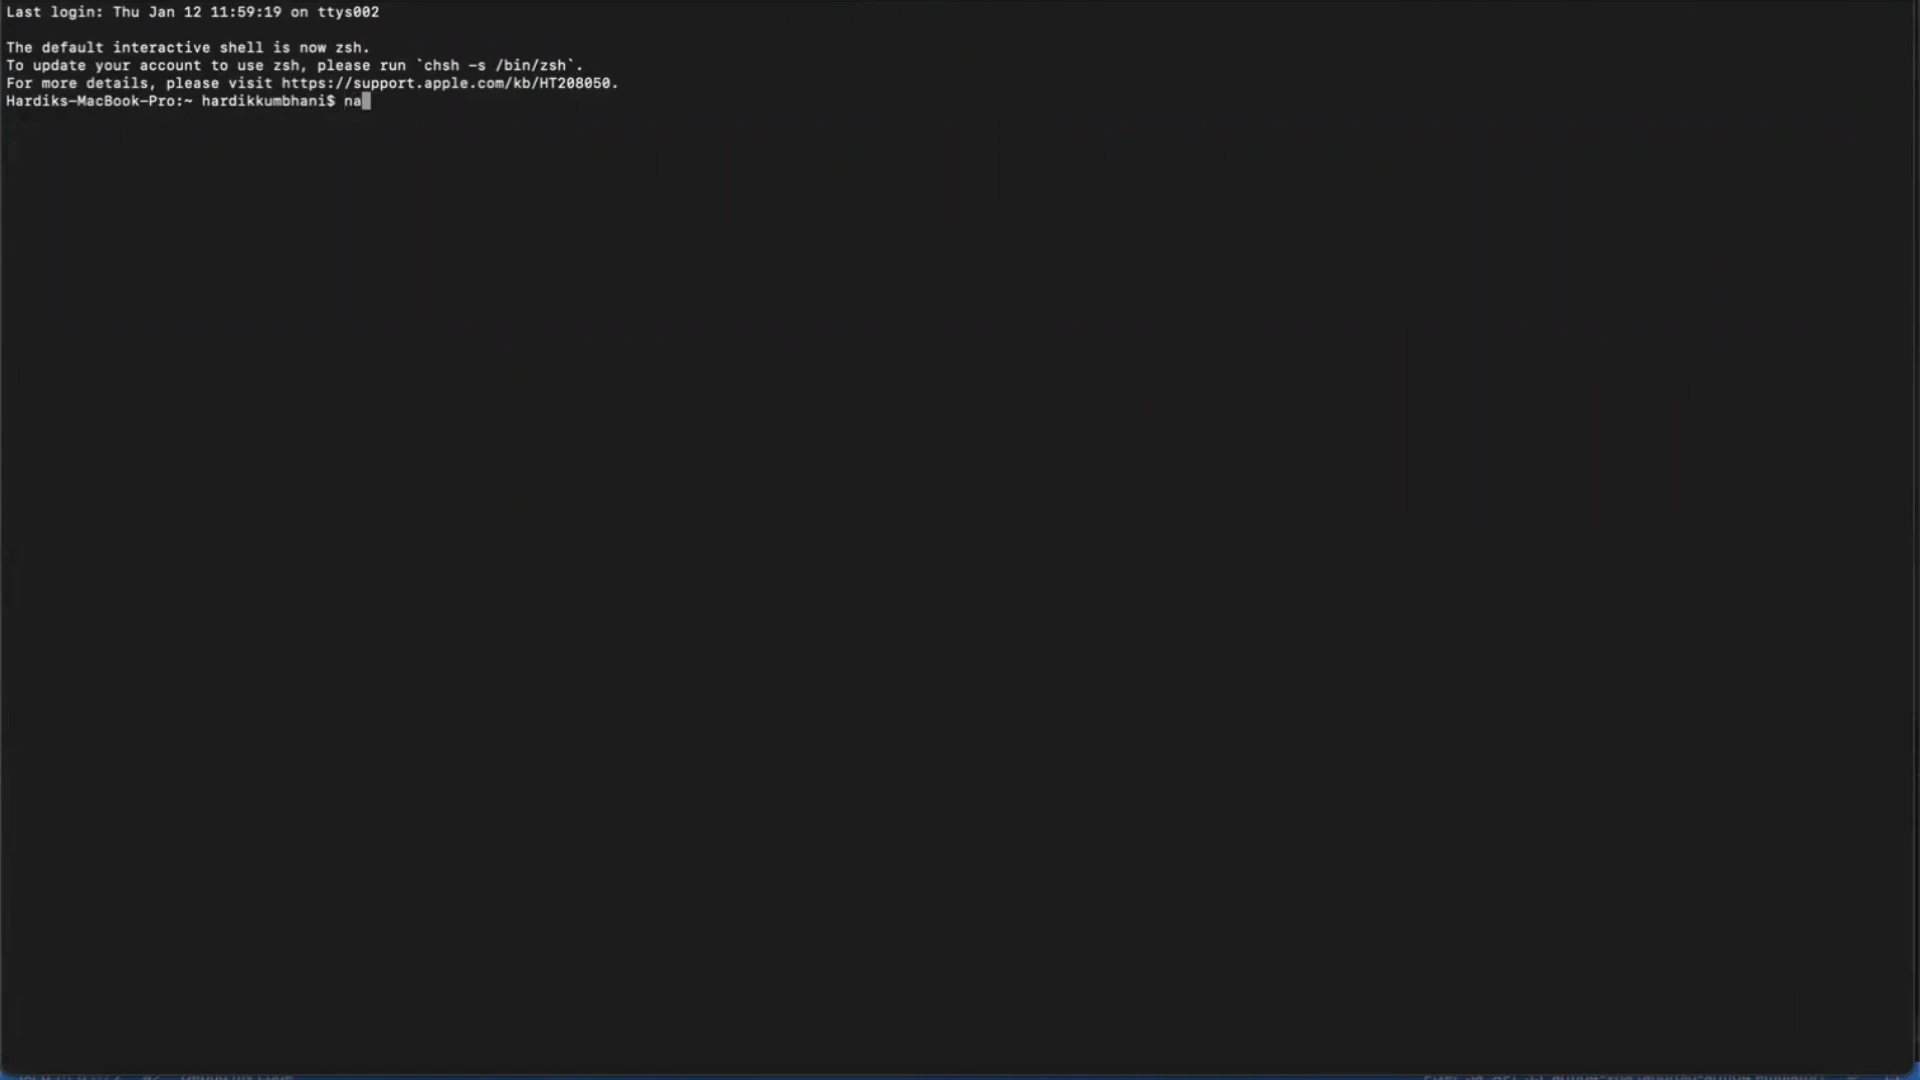 Last login: Thu Jan 12 11:59:19 on ttys002
The default interactive shell is now zsh.
To update your account to use zsh, please run `chsh -s /bin/zsh`.
For more details, please visit https://support.apple.com/kb/HT208050.
Hardiks-MacBook-Pro:~ hardikkumbhani$ na